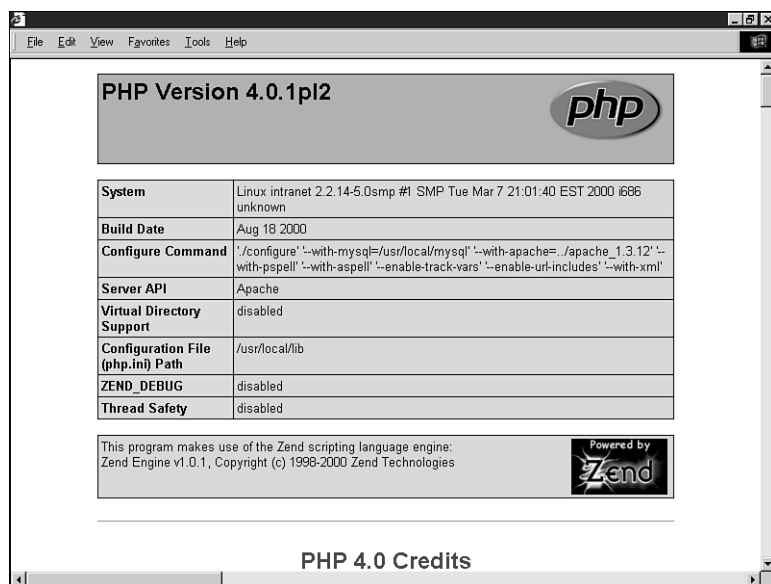 File Edit View Favorites Tools Help
PHP Version 4.0.1pl2
php
System Linux intranet 2.2.14-5.0smp #1 SMP Tue Mar 7 21:01:40 EST 2000 i686
unknown
Build Date Aug 18 2000
Configure Command './configure' '--with-mysql=/usr/local/mysql' '--with-apache=../apache_1.3.12' '--
with-pspell' '--with-aspell' '--enable-track-vars' '--enable-url-includes' '--with-xml'
Server API Apache
Virtual Directory
Support disabled
Configuration File
(php.ini) Path /usr/local/lib
ZEND_DEBUG disabled
Thread Safety disabled
This program makes use of the Zend scripting language engine:
Zend Engine v1.0.1, Copyright (c) 1998-2000 Zend Technologies
Powered by
Zend
PHP 4.0 Credits